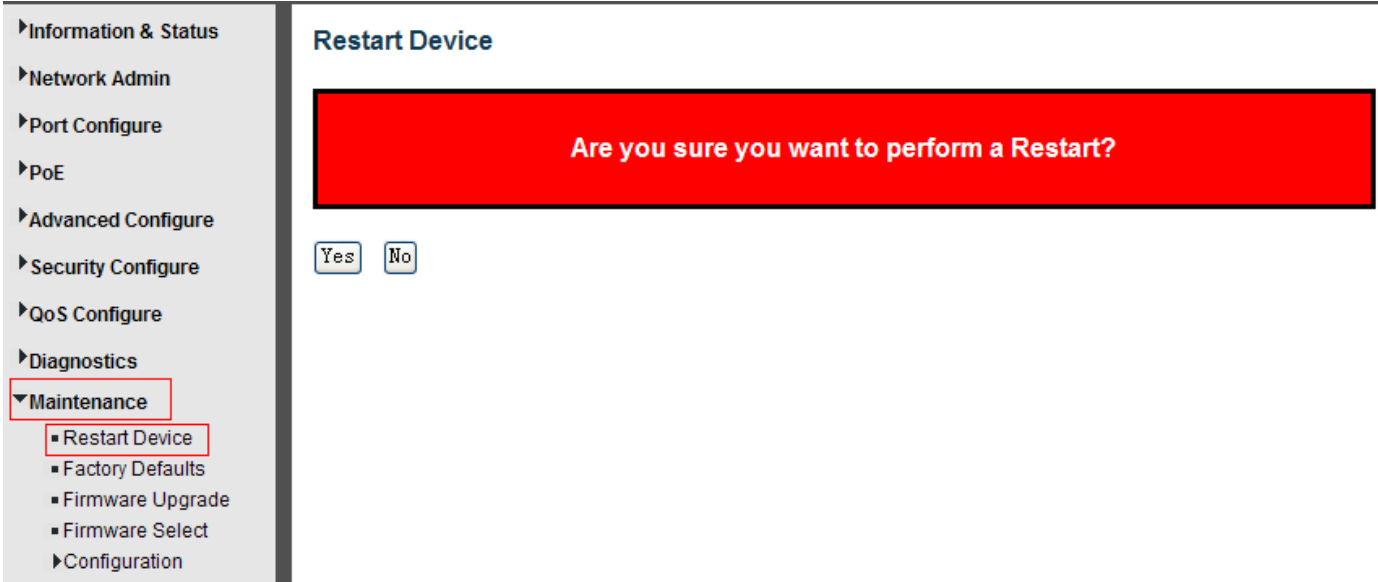 Information & Status
Network Admin
Port Configure
PoE
Advanced Configure
Security Configure
QoS Configure
Diagnostics
Maintenance
Restart Device
Factory Defaults
Firmware Upgrade
Firmware Select
Configuration
Restart Device
Are you sure you want to perform a Restart?
Yes No